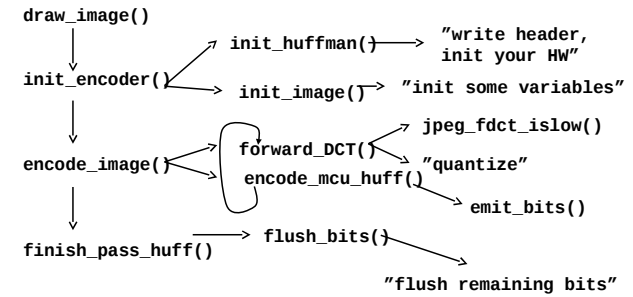 draw_image()
init_huffman()
”write header,
init your HW”
init_encoder()
init_image()
”init some variables”
jpeg_fdct_islow()
forward_DCT()
encode_image()
”quantize”
encode_mcu_huff()
emit_bits()
finish_pass_huff()
flush_bits()
”flush remaining bits”